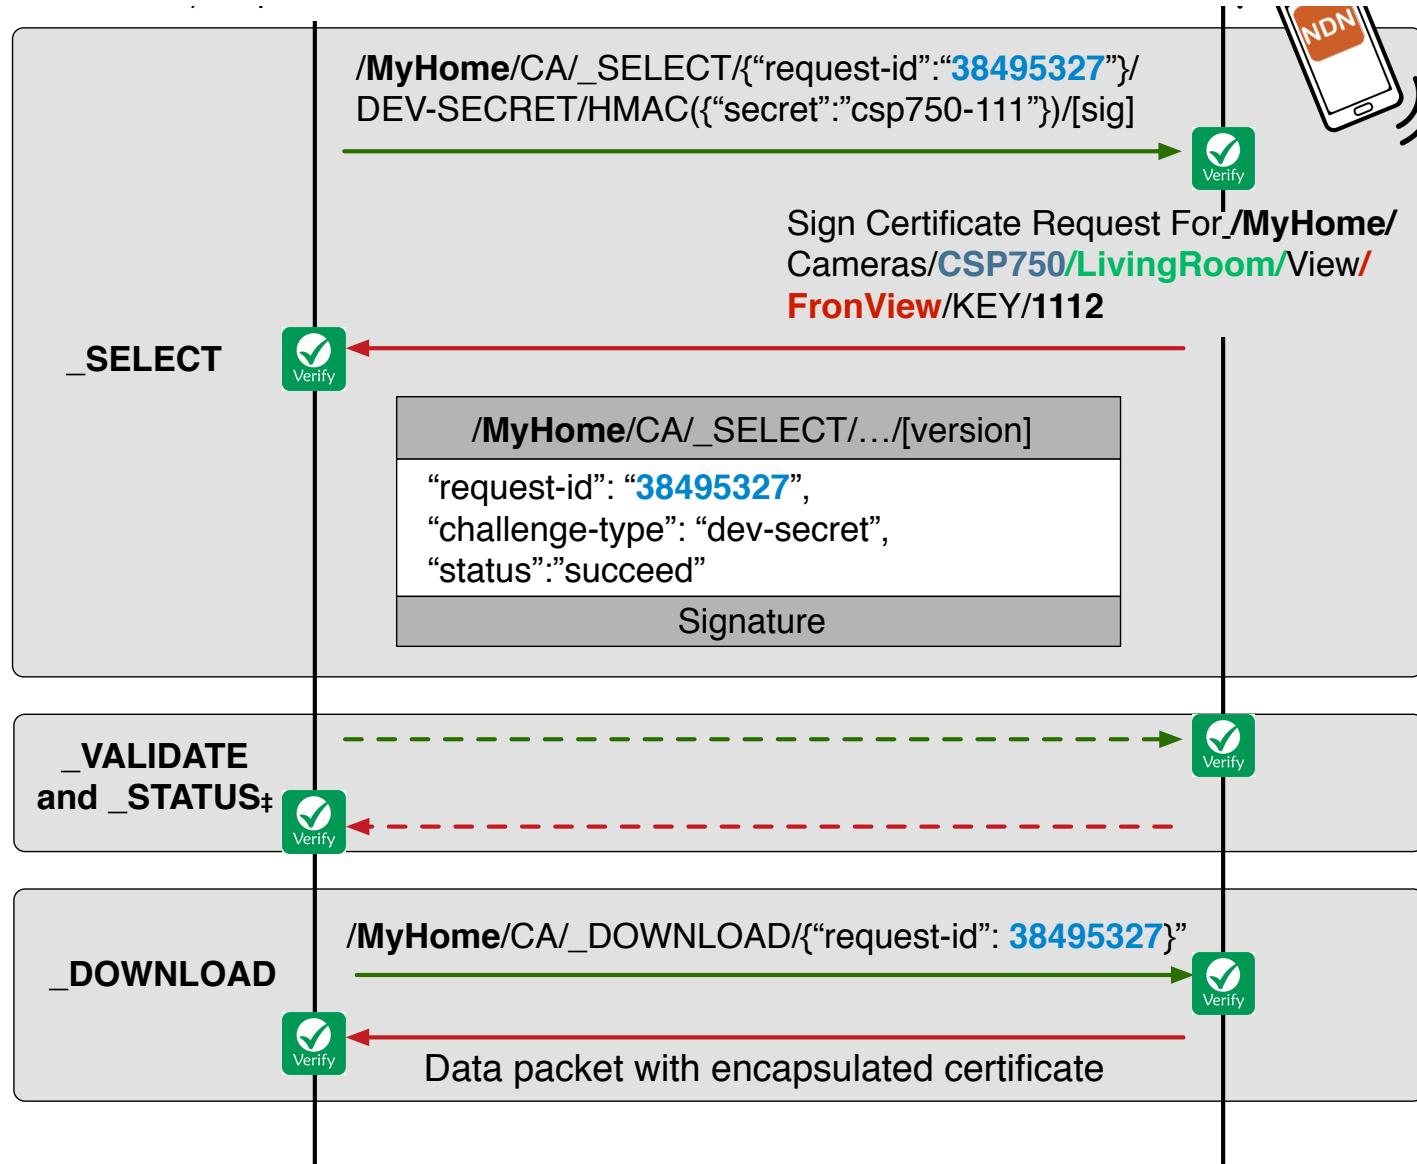 NDN
/MyHome/CA/_SELECT/{“request-id”:“38495327”}/
DEV-SECRET/HMAC({“secret”:”csp750-111”})/[sig]
Verify
Sign Certificate Request For /MyHome/
Cameras/CSP750/LivingRoom/View/
FronView/KEY/1112
_SELECT
Verify
/MyHome/CA/_SELECT/…/[version]
“request-id”: “38495327”,
“challenge-type”: “dev-secret”,
“status”:”succeed”
Signature
_VALIDATE
and _STATUS‡
Verify
Verify
/MyHome/CA/_DOWNLOAD/{“request-id”: 38495327}”
_DOWNLOAD
Verify
Verify
Data packet with encapsulated certificate